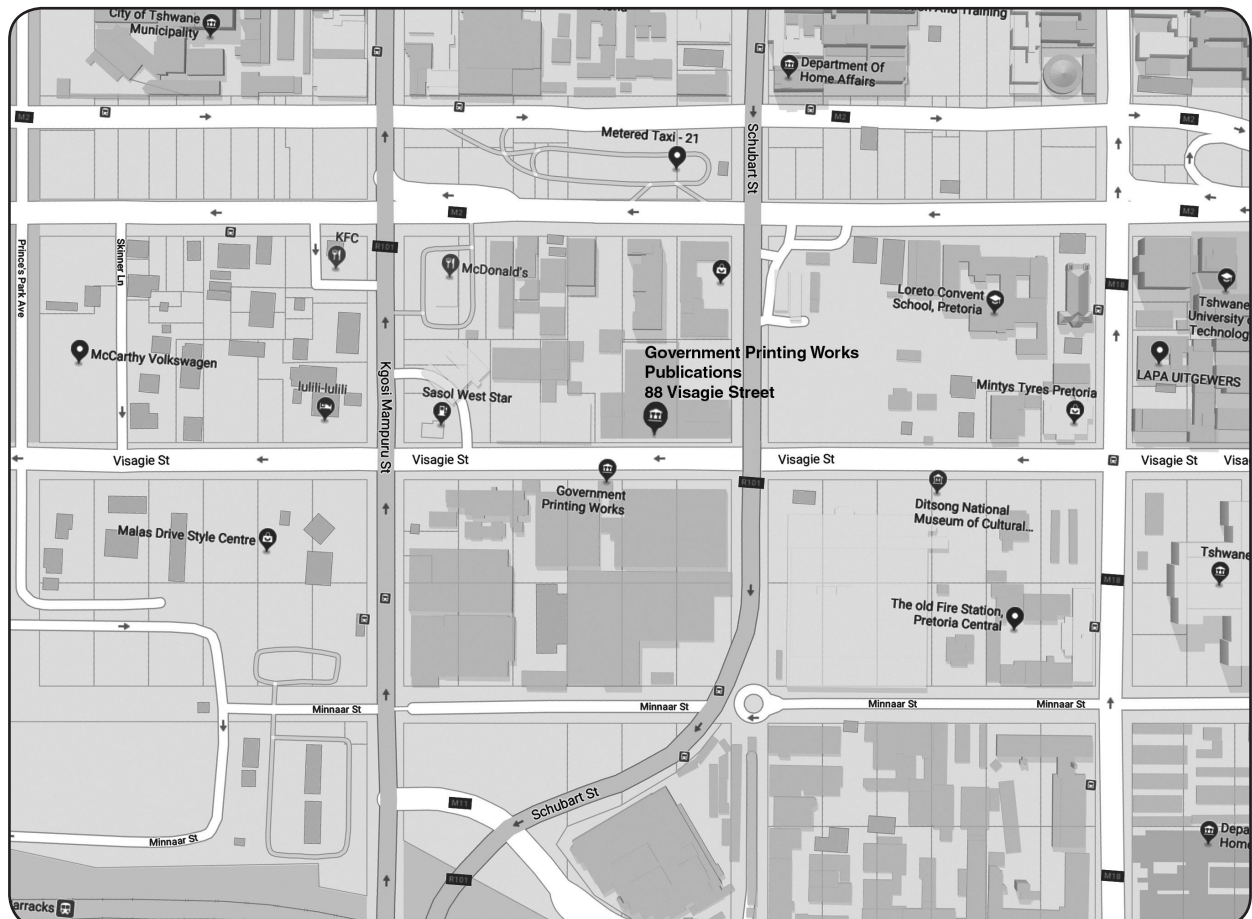 City of Tshwane
Municipality
And Training
Department Of
Home Affairs
M2
M2
M2
Metered Taxi - 21
Schubart St
M2
M2
KFC
R101
McDonald's
Prince's Park Ave
Skinner Ln
Loreto Convent
School, Pretoria
M18
Tshwane
University
Technolog
McCarthy Volkswagen
Government Printing Works
Publications
88 Visagie Street
LAPA UITGEWERS
lulili-lulili
Kgosi Mampuru St
Sasol West Star
Mintys Tyres Pretoria
Visagie St
Visagie St
Visagie St
Visagie St
Visa
R101
Government
Printing Works
Ditsong National
Museum of Cultural...
Malas Drive Style Centre
Tshwane
M18
The old Fire Station,
Pretoria Central
Minnaar St
Minnaar St
Minnaar St
Minnaar St
M11
Schubart St
Minnaar St
Depa
Home
R101
M18
arracks